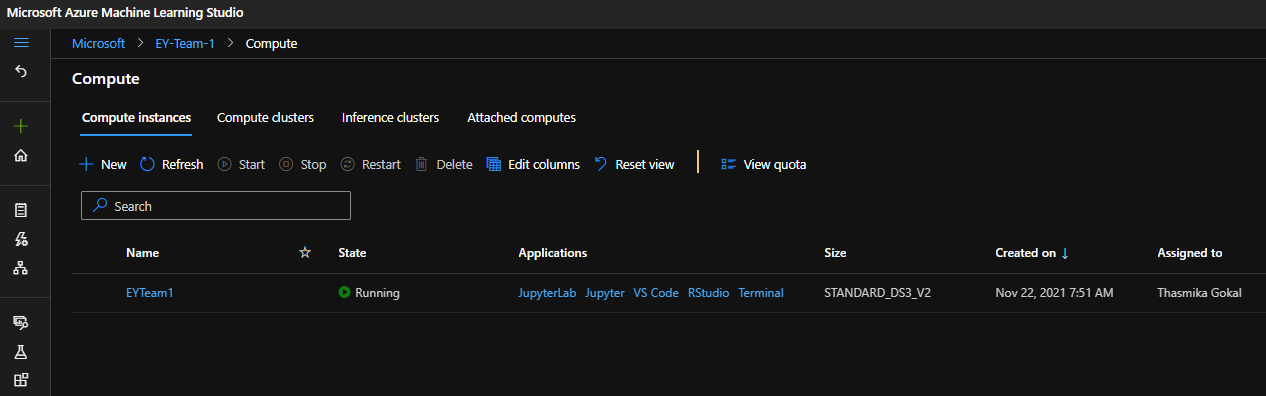 Microsoft Azure Machine Learning Studio
Microsoft > EY-Team-1 > Compute
Compute
Compute instances Compute clusters Inference clusters Attached computes
New Refresh Start Stop Restart Delete Edit columns Reset view View quota
Search
Name State Applications Size Created on ↓ Assigned to
EYTeam1 Running JupyterLab Jupyter VS Code RStudio Terminal STANDARD_DS3_V2 Nov 22, 2021 7:51 AM Thasmika Gokal